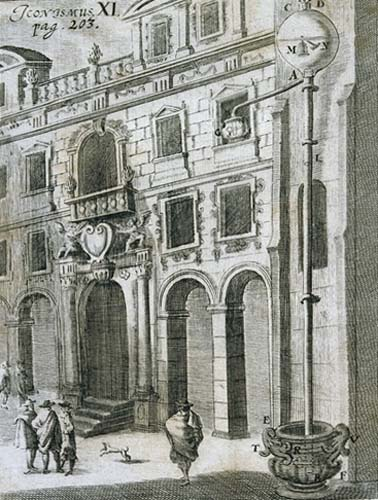 Iconismus XI.
pag. 203.
C D
M N
A
L
E
T R V
B F